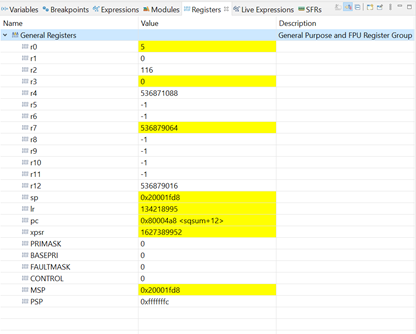 Variables Breakpoints Expressions Modules Registers Live Expressions SFRs
Name Value Description
General Registers General Purpose and FPU Register Group
r0 5
r1 0
r2 116
r3 0
r4 536871088
r5 -1
r6 -1
r7 536879064
r8 -1
r9 -1
r10 -1
r11 -1
r12 536879016
sp 0x20001fd8
lr 134218995
pc 0x80004a8 <sqsum+12>
xpsr 1627389952
PRIMASK 0
BASEPRI 0
FAULTMASK 0
CONTROL 0
MSP 0x20001fd8
PSP 0xfffffffc